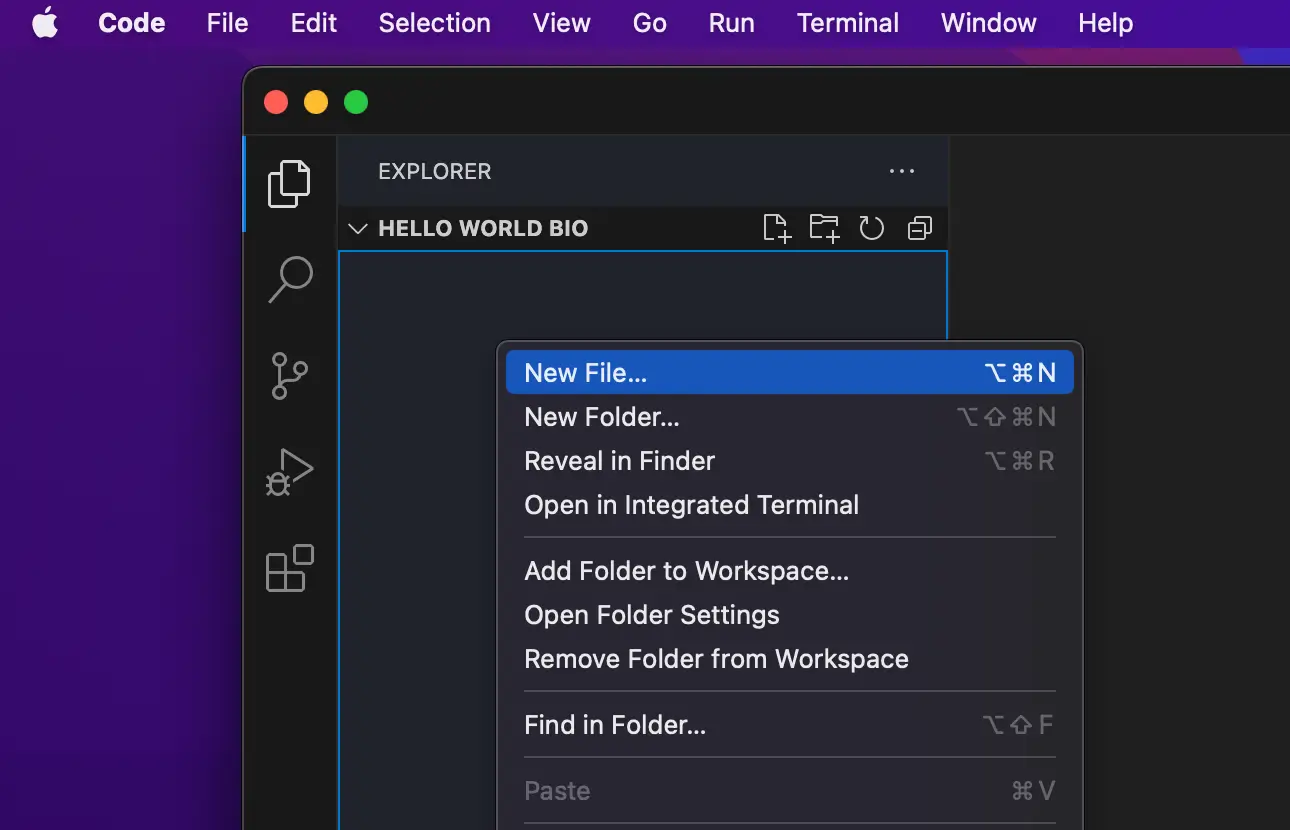 Code File Edit Selection View Go Run Terminal Window Help
EXPLORER
HELLO WORLD BIO
New File... ⌥⌘N
New Folder... ⌥⇧⌘N
Reveal in Finder ⌥⌘R
Open in Integrated Terminal
Add Folder to Workspace...
Open Folder Settings
Remove Folder from Workspace
Find in Folder... ⌥⇧F
Paste ⌘V